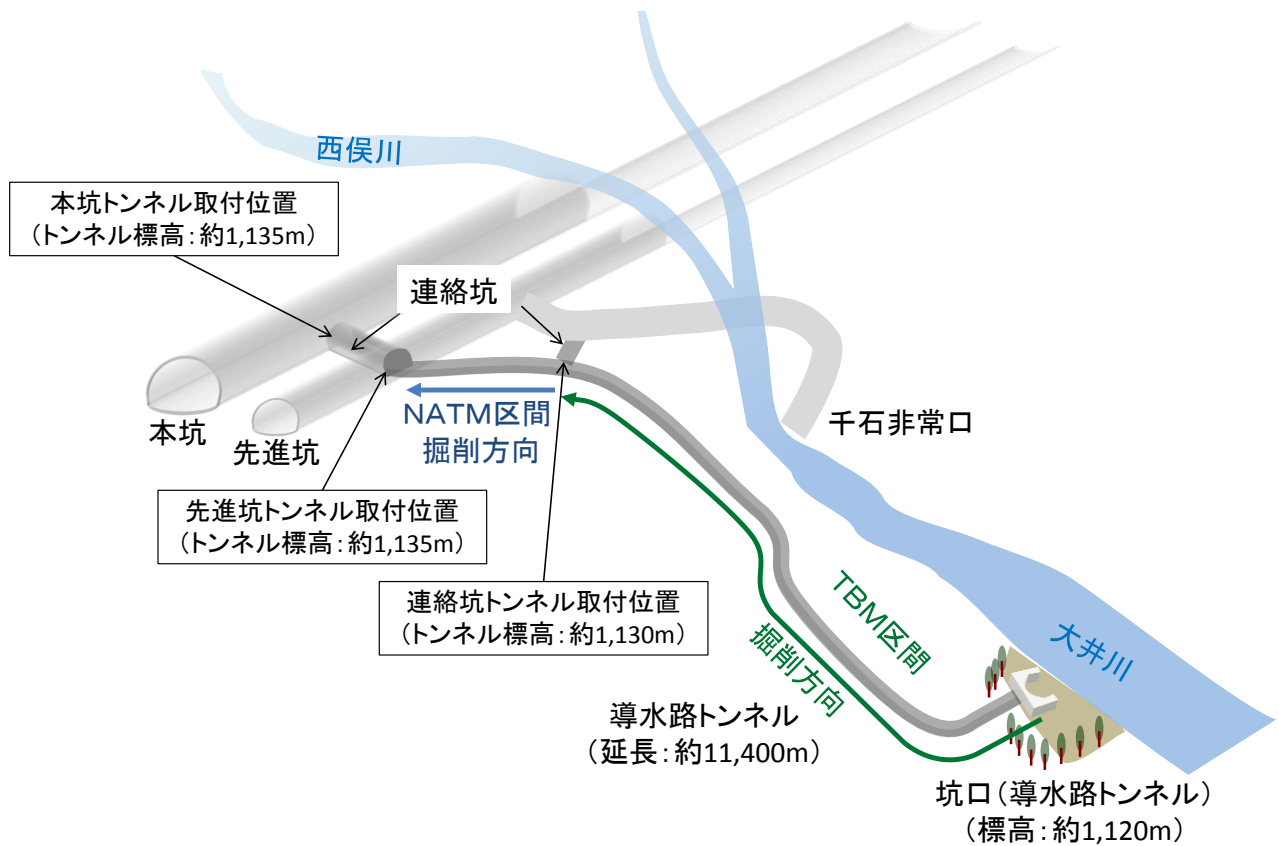 西俣川
本坑トンネル取付位置
（トンネル標高：約1,135m）
連絡坑
本坑
先進坑
NATM区間
掘削方向
千石非常口
先進坑トンネル取付位置
（トンネル標高：約1,135m）
連絡坑トンネル取付位置
（トンネル標高：約1,130m）
TBM区間
掘削方向
大井川
導水路トンネル
（延長：約11,400m）
坑口（導水路トンネル）
（標高：約1,120m）